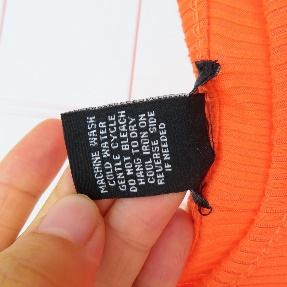 MACHINE WASH
COLD WATER
GENTLE CYCLE
DO NOT BLEACH
HANG TO DRY
COOL IRON ON
REVERSE SIDE
IF NEEDED